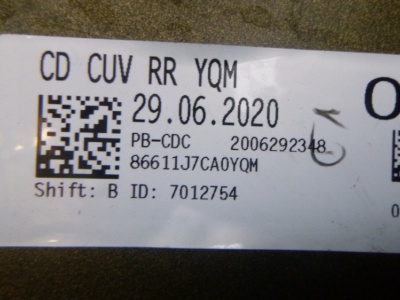 CD CUV RR YQM
29.06.2020
PB-CDC 2006292348
86611J7CA0YQM
Shift: B ID: 7012754